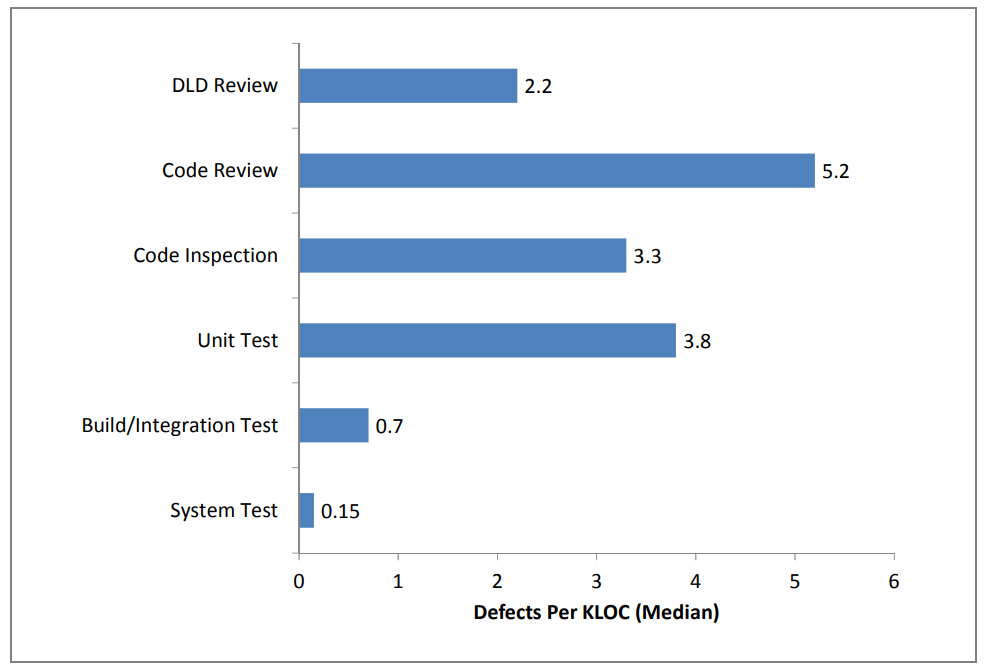 DLD Review 2.2
Code Review 5.2
Code Inspection 3.3
Unit Test 3.8
Build/Integration Test 0.7
System Test 0.15
0 1 2 3 4 5 6
Defects Per KLOC (Median)